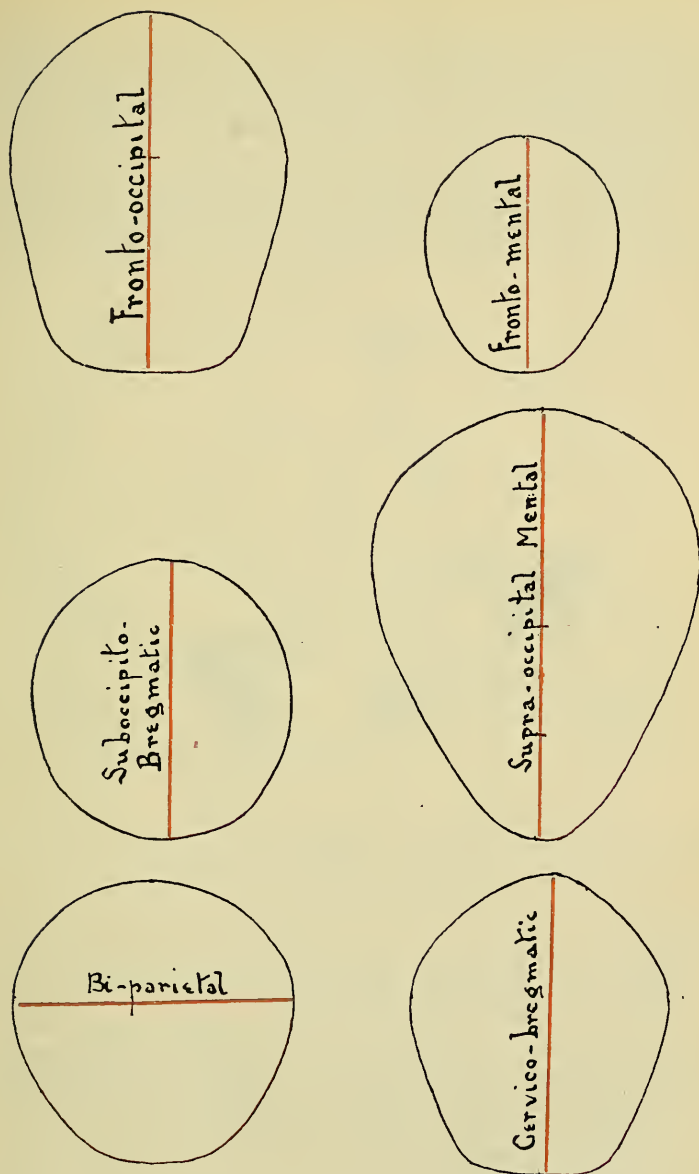 Fronto-occipital
Fronto-mental
Suboccipito-
Bregmatic
Supra-occipital Mental
Bi-parietal
Cervico-bregmatic